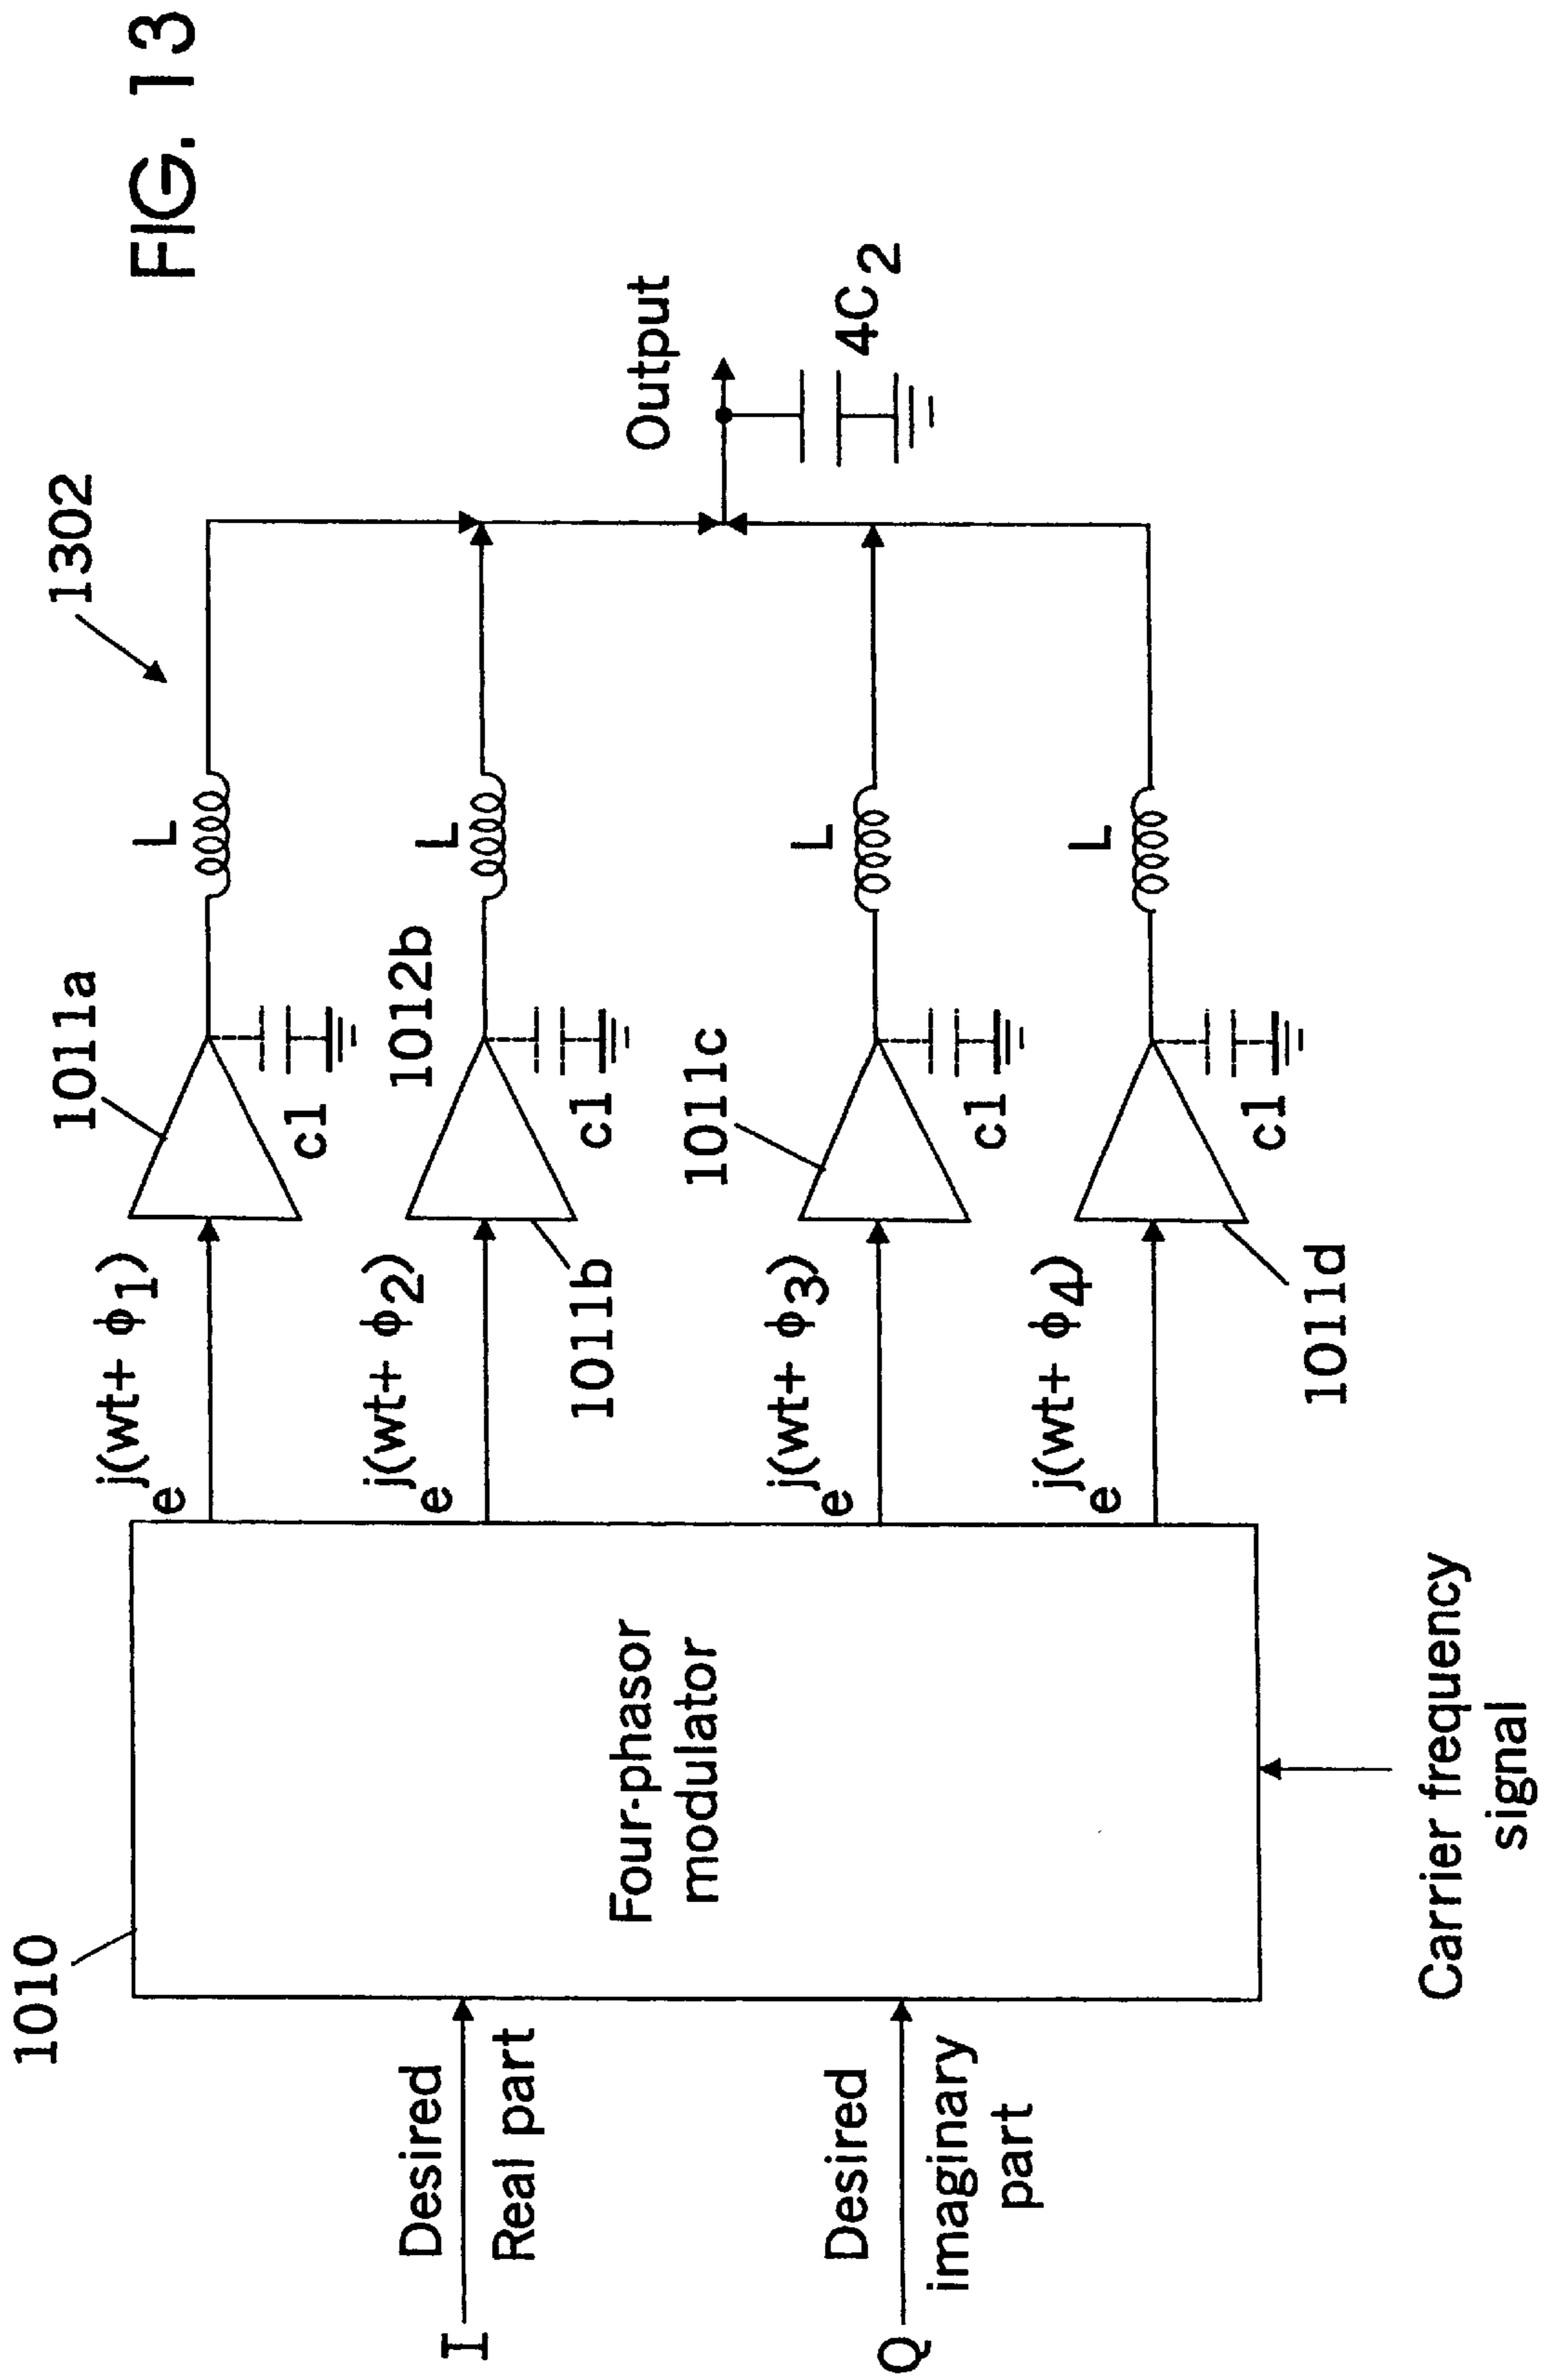 FIG. 13
1302
1010
1011a
1012b
1011b
1011c
1011d
I
Desired
Real part
Q
Desired
imaginary
part
Four-phasor
modulator
Carrier frequency
signal
e j(wt+ ϕ1)
e j(wt+ ϕ2)
e j(wt+ ϕ3)
e j(wt+ ϕ4)
c1
c1
c1
c1
L
L
L
L
Output
4C2